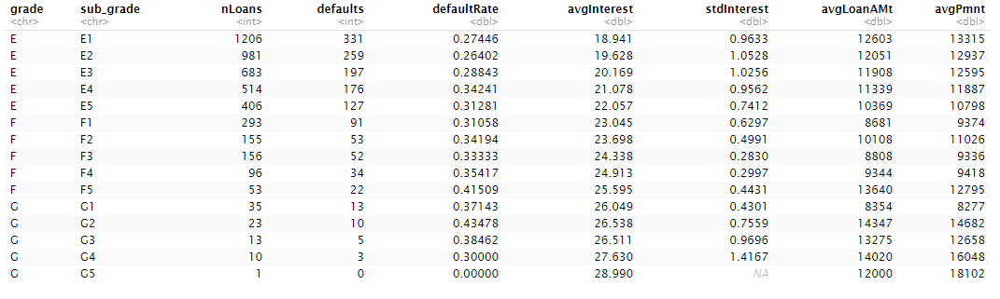 grade sub_grade nLoans defaults defaultRate avgInterest stdInterest avgLoanAMt avgPmnt
<chr> <chr> <int> <int> <dbl> <dbl> <dbl> <dbl> <dbl>
E E1 1206 331 0.27446 18.941 0.9633 12603 13315
E E2 981 259 0.26402 19.628 1.0528 12051 12937
E E3 683 197 0.28843 20.169 1.0256 11908 12595
E E4 514 176 0.34241 21.078 0.9562 11339 11887
E E5 406 127 0.31281 22.057 0.7412 10369 10798
F F1 293 91 0.31058 23.045 0.6297 8681 9374
F F2 155 53 0.34194 23.698 0.4991 10108 11026
F F3 156 52 0.33333 24.338 0.2830 8808 9336
F F4 96 34 0.35417 24.913 0.2997 9344 9418
F F5 53 22 0.41509 25.595 0.4431 13640 12795
G G1 35 13 0.37143 26.049 0.4301 8354 8277
G G2 23 10 0.43478 26.538 0.7559 14347 14682
G G3 13 5 0.38462 26.511 0.9696 13275 12658
G G4 10 3 0.30000 27.630 1.4167 14020 16048
G G5 1 0 0.00000 28.990 NA 12000 18102